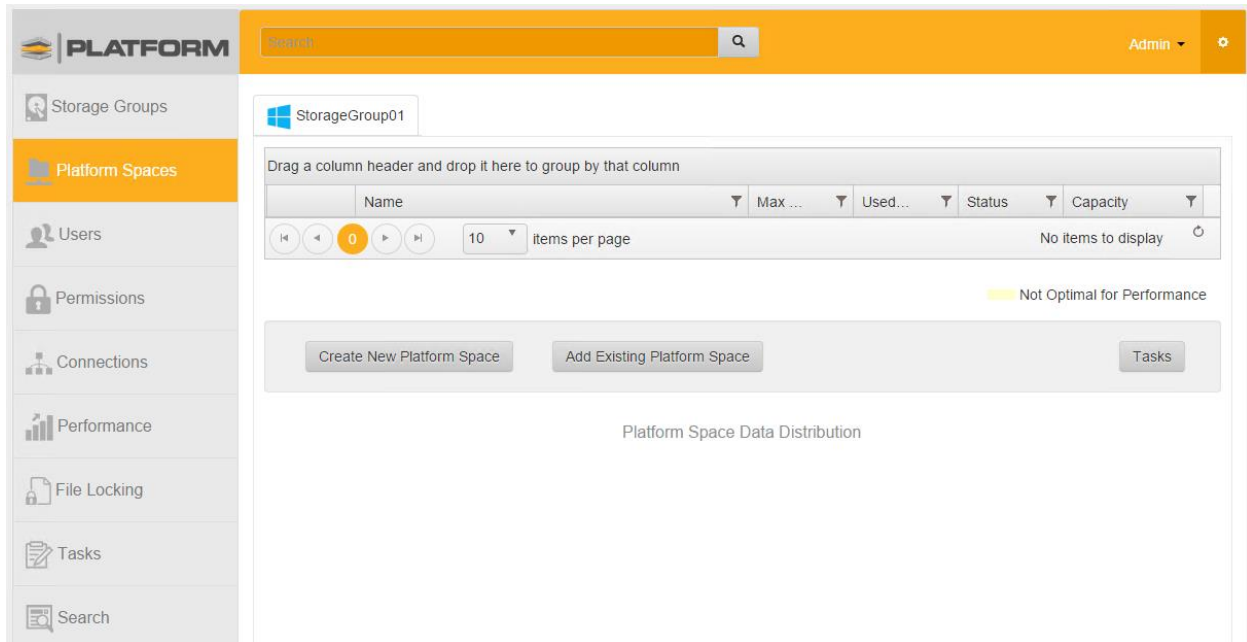 PLATFORM
Search
Admin
Storage Groups
StorageGroup01
Platform Spaces
Drag a column header and drop it here to group by that column
Name Max ... Used... Status Capacity
0 10 items per page No items to display
Users
Permissions
Not Optimal for Performance
Connections
Create New Platform Space Add Existing Platform Space Tasks
Performance
Platform Space Data Distribution
File Locking
Tasks
Search